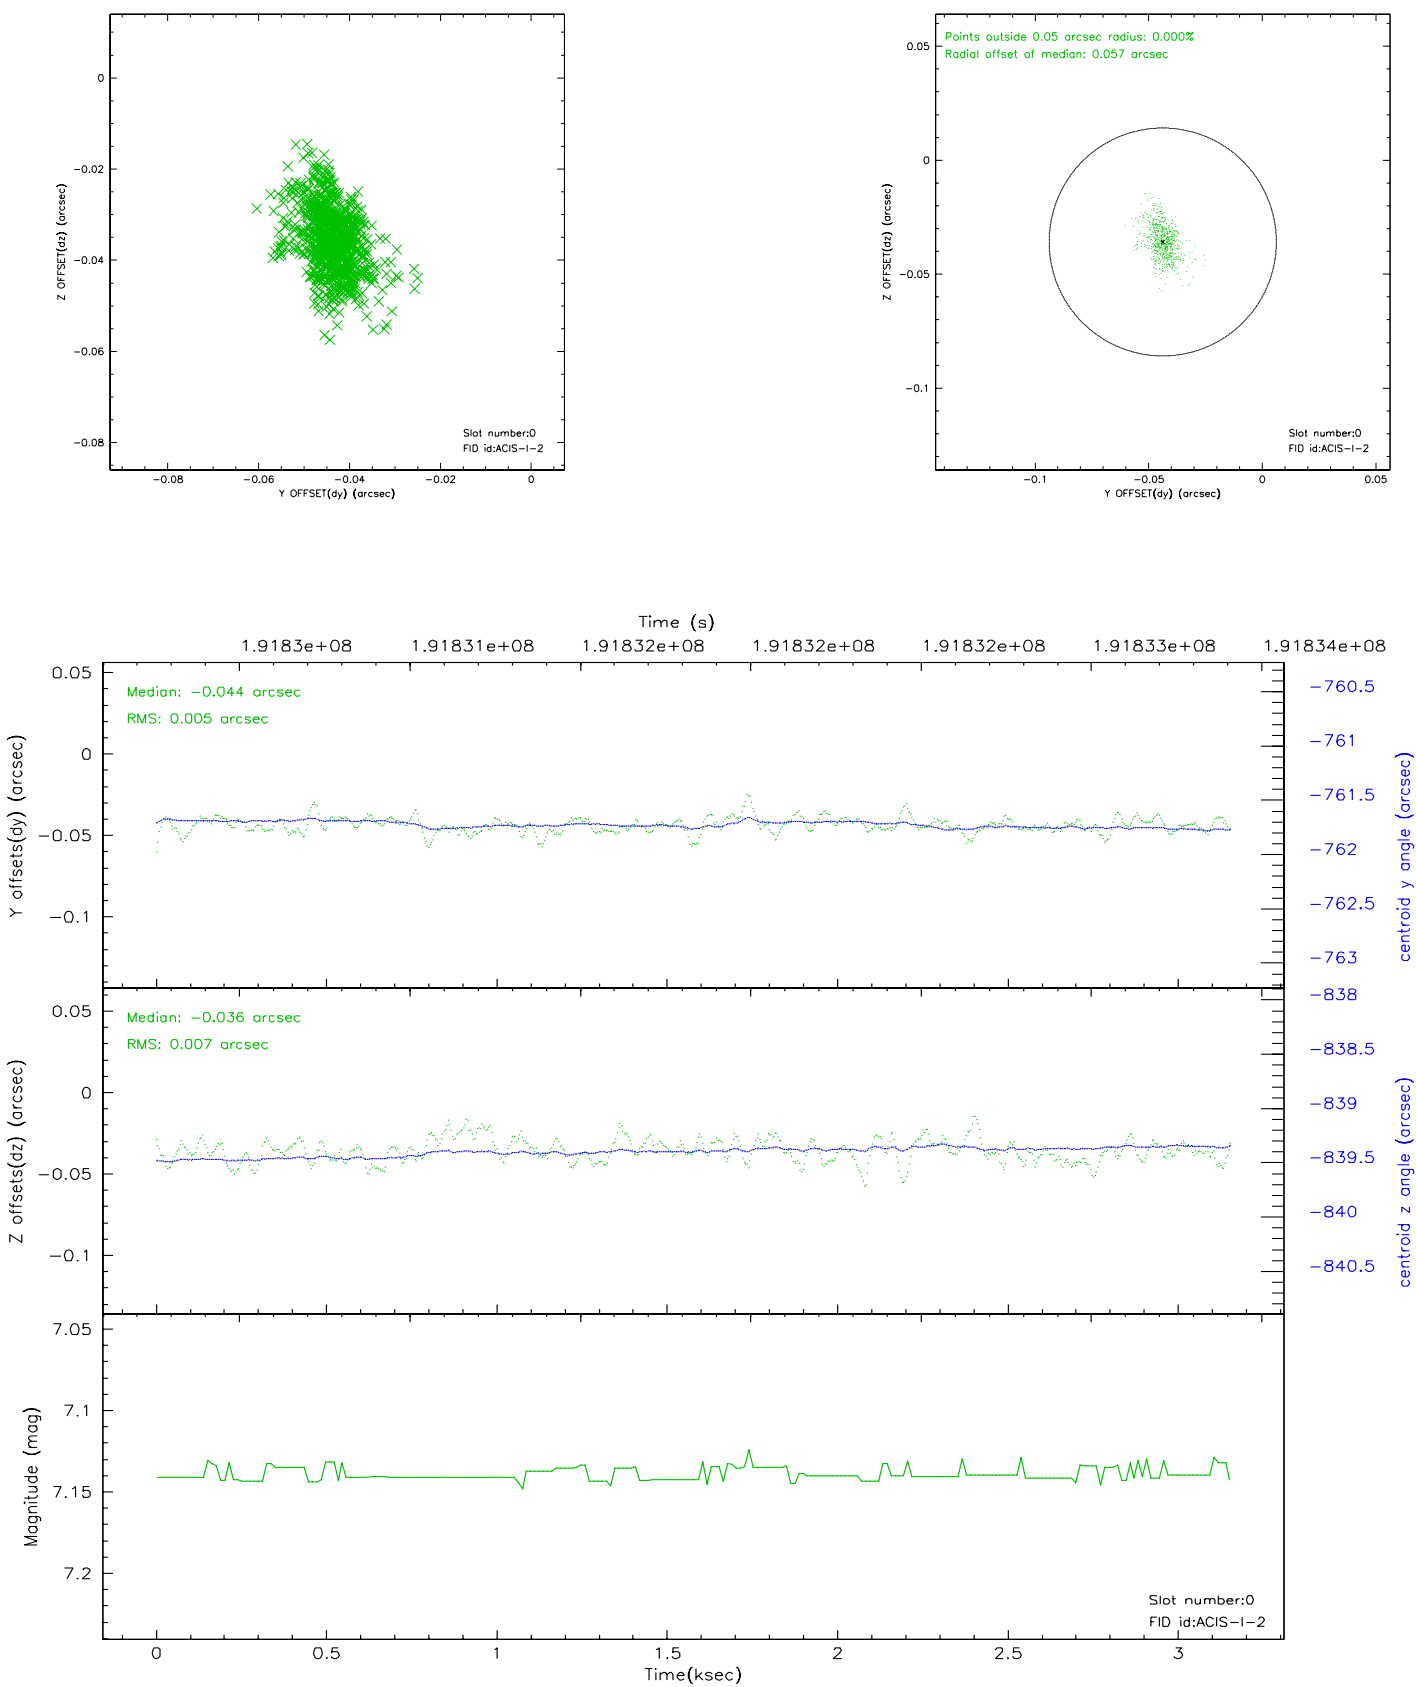 0
−0.02
−0.04
−0.06
−0.08
Z OFFSET(dz) (arcsec)
Slot number:0
FID id:ACIS−I−2
−0.08 −0.06 −0.04 −0.02 0
Y OFFSET(dy) (arcsec)
Points outside 0.05 arcsec radius: 0.000%
Radial offset of median: 0.057 arcsec
0.05
0
−0.05
−0.1
Z OFFSET(dz) (arcsec)
Slot number:0
FID id:ACIS−I−2
−0.1 −0.05 0 0.05
Y OFFSET(dy) (arcsec)
Time (s)
1.9183e+08 1.91831e+08 1.91832e+08 1.91832e+08 1.91832e+08 1.91833e+08 1.91834e+08
Median: −0.044 arcsec
RMS: 0.005 arcsec
0.05
0
−0.05
−0.1
Y offsets(dy) (arcsec)
−760.5
−761
−761.5
−762
−762.5
−763
centroid y angle (arcsec)
Median: −0.036 arcsec
RMS: 0.007 arcsec
0.05
0
−0.05
−0.1
Z offsets(dz) (arcsec)
−838
−838.5
−839
−839.5
−840
−840.5
centroid z angle (arcsec)
7.05
7.1
7.15
7.2
Magnitude (mag)
Slot number:0
FID id:ACIS−I−2
0 0.5 1 1.5 2 2.5 3
Time(ksec)